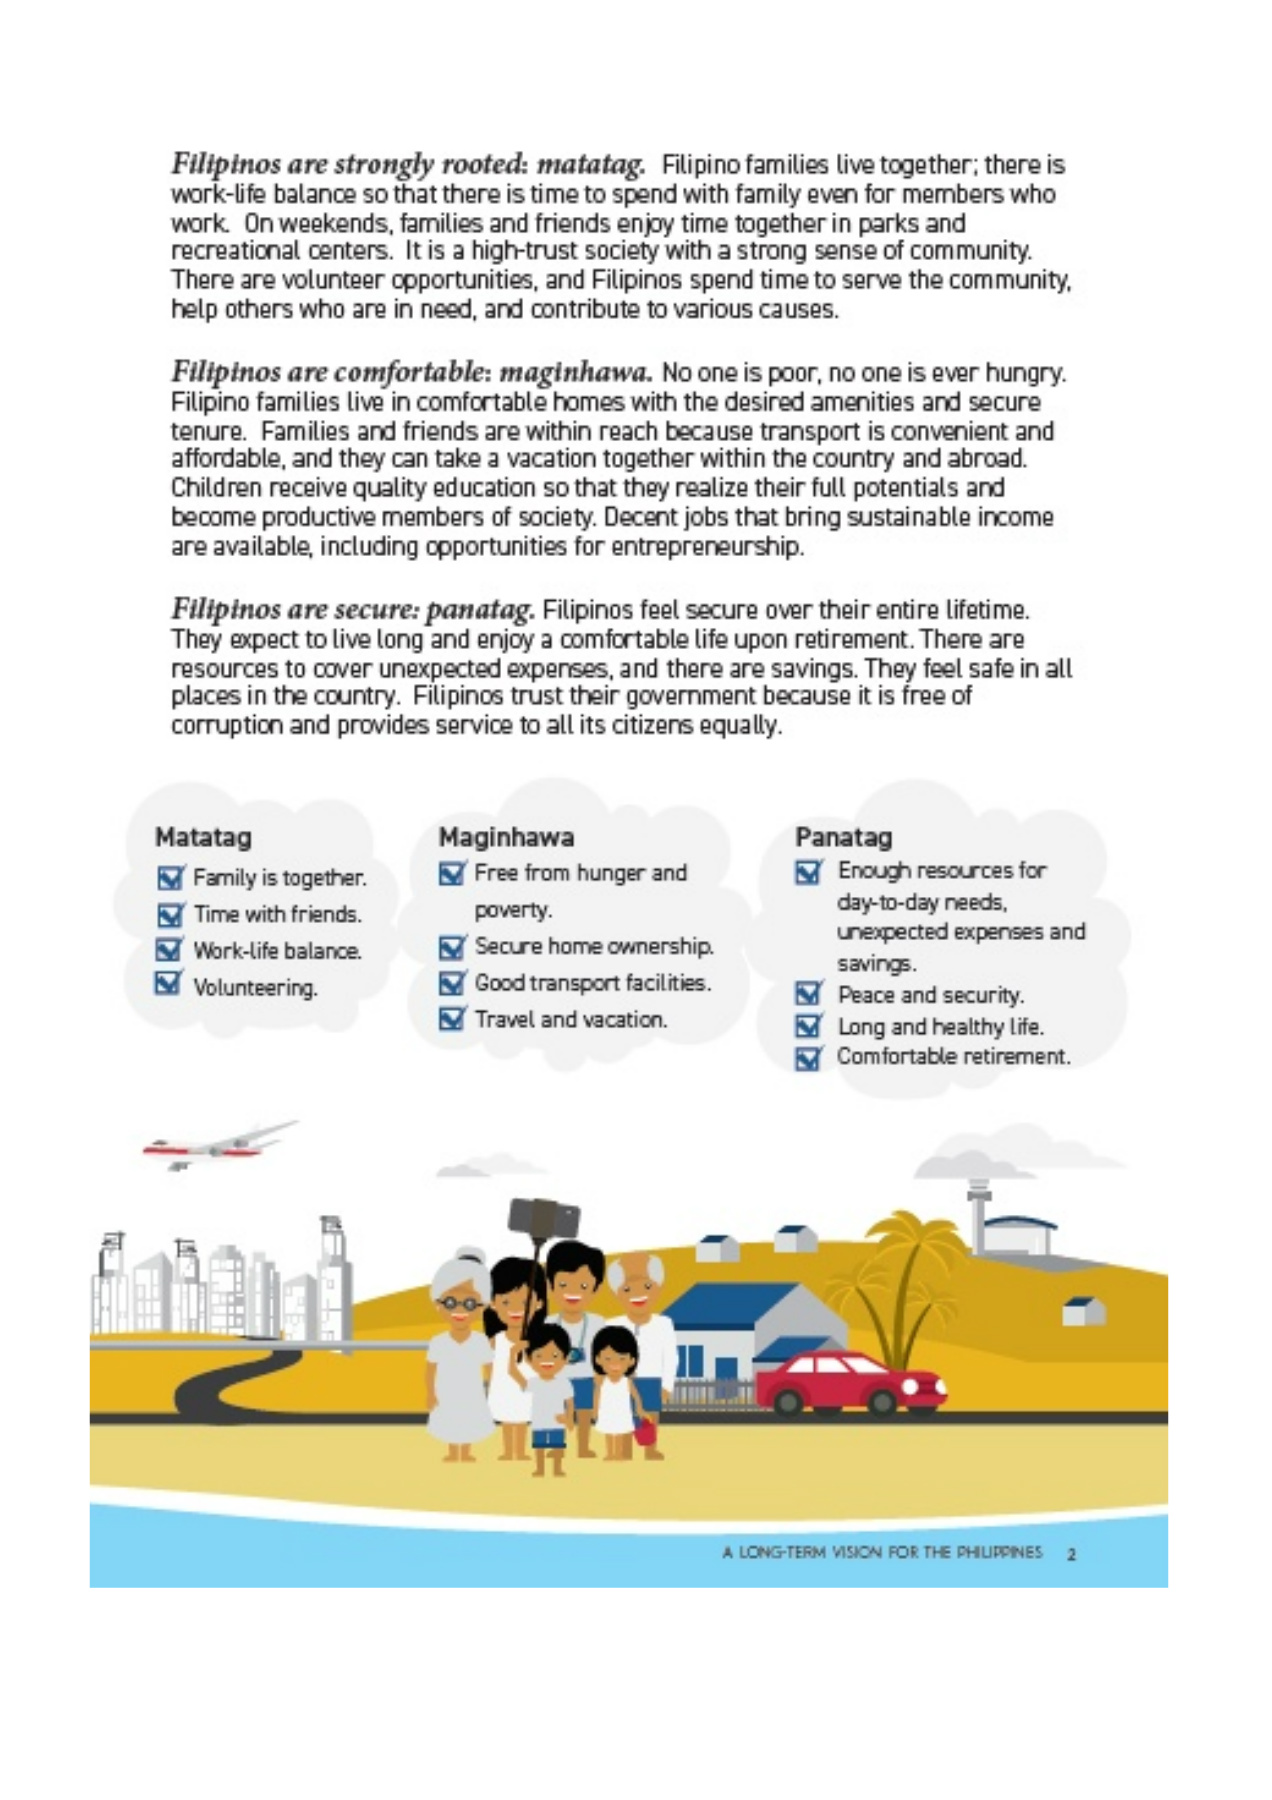 Filipinos are strongly rooted: matatag. Filipino families live together; there is
work-life balance so that there is time to spend with family even for members who
work. On weekends, families and friends enjoy time together in parks and
recreational centers. It is a high-trust society with a strong sense of community.
There are volunteer opportunities, and Filipinos spend time to serve the community,
help others who are in need, and contribute to various causes.
Filipinos are comfortable: maginhawa. No one is poor, no one is ever hungry.
Filipino families live in comfortable homes with the desired amenities and secure
tenure. Families and friends are within reach because transport is convenient and
affordable, and they can take a vacation together within the country and abroad.
Children receive quality education so that they realize their full potentials and
become productive members of society. Decent jobs that bring sustainable income
are available, including opportunities for entrepreneurship.
Filipinos are secure: panatag. Filipinos feel secure over their entire lifetime.
They expect to live long and enjoy a comfortable life upon retirement. There are
resources to cover unexpected expenses, and there are savings. They feel safe in all
places in the country. Filipinos trust their government because it is free of
corruption and provides service to all its citizens equally.
Matatag
Family is together.
Time with friends.
Work-life balance.
Volunteering.
Maginhawa
Free from hunger and
poverty.
Secure home ownership.
Good transport facilities.
Travel and vacation.
Panatag
Enough resources for
day-to-day needs,
unexpected expenses and
savings.
Peace and security.
Long and healthy life.
Comfortable retirement.
A LONG-TERM VISION FOR THE PHILIPPINES 2